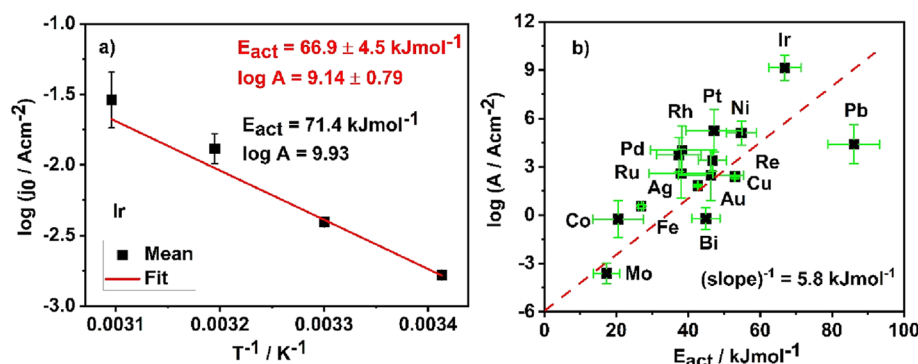 a)
E_act = 66.9 ± 4.5 kJmol⁻¹
log A = 9.14 ± 0.79
E_act = 71.4 kJmol⁻¹
log A = 9.93
Ir
Mean
Fit
log (j₀ / Acm⁻²)
-1.0
-1.5
-2.0
-2.5
-3.0
0.0031 0.0032 0.0033 0.0034
T⁻¹ / K⁻¹
b)
Ir
Pt
Rh
Ni
Pb
Pd
Re
Ru
Cu
Ag
Au
Co
Fe
Bi
Mo
(slope)⁻¹ = 5.8 kJmol⁻¹
log (A / Acm⁻²)
12
9
6
3
0
-3
-6
0 20 40 60 80 100
E_act / kJmol⁻¹